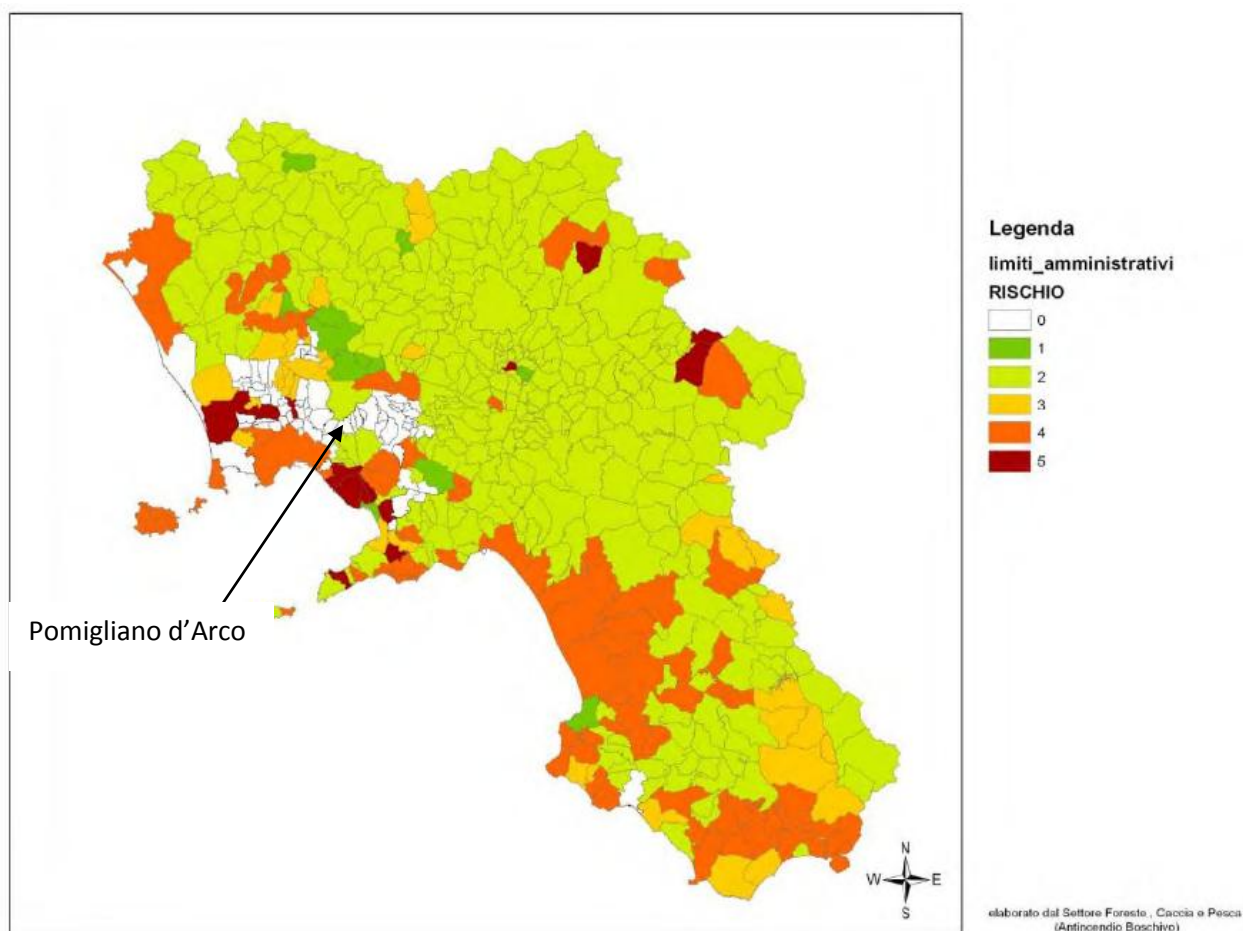 Legenda
limiti_amministrativi
RISCHIO
0
1
2
3
4
5
Pomigliano d’Arco
N
W E
S
elaborato dal Settore Foreste , Caccia e Pesca
(Antincendio Boschivo)